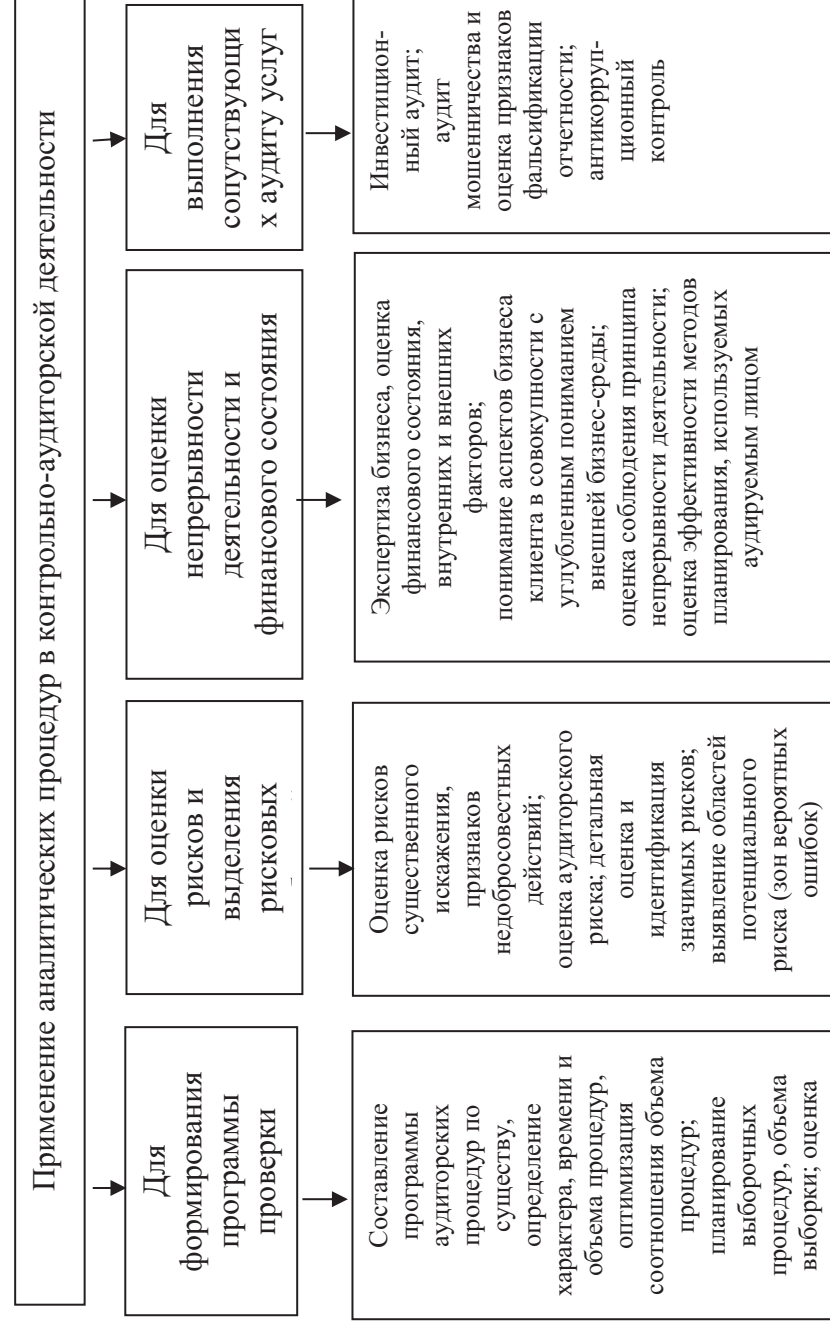 Применение аналитических процедур в контрольно-аудиторской деятельности
Для
формирования
программы
проверки
Для оценки
рисков и
выделения
рисковых
Для оценки
непрерывности
деятельности и
финансового состояния
Для
выполнения
сопутствующи
х аудиту услуг
Составление
программы
аудиторских
процедур по
существу,
определение
характера, времени и
объема процедур,
оптимизация
соотношения объема
процедур;
планирование
выборочных
процедур, объема
выборки; оценка
Оценка рисков
существенного
искажения,
признаков
недобросовестных
действий;
оценка аудиторского
риска; детальная
оценка и
идентификация
значимых рисков;
выявление областей
потенциального
риска (зон вероятных
ошибок)
Экспертиза бизнеса, оценка
финансового состояния,
внутренних и внешних
факторов;
понимание аспектов бизнеса
клиента в совокупности с
углубленным пониманием
внешней бизнес-среды;
оценка соблюдения принципа
непрерывности деятельности;
оценка эффективности методов
планирования, используемых
аудируемым лицом
Инвестицион-
ный аудит;
аудит
мошенничества и
оценка признаков
фальсификации
отчетности;
антикорруп-
ционный
контроль